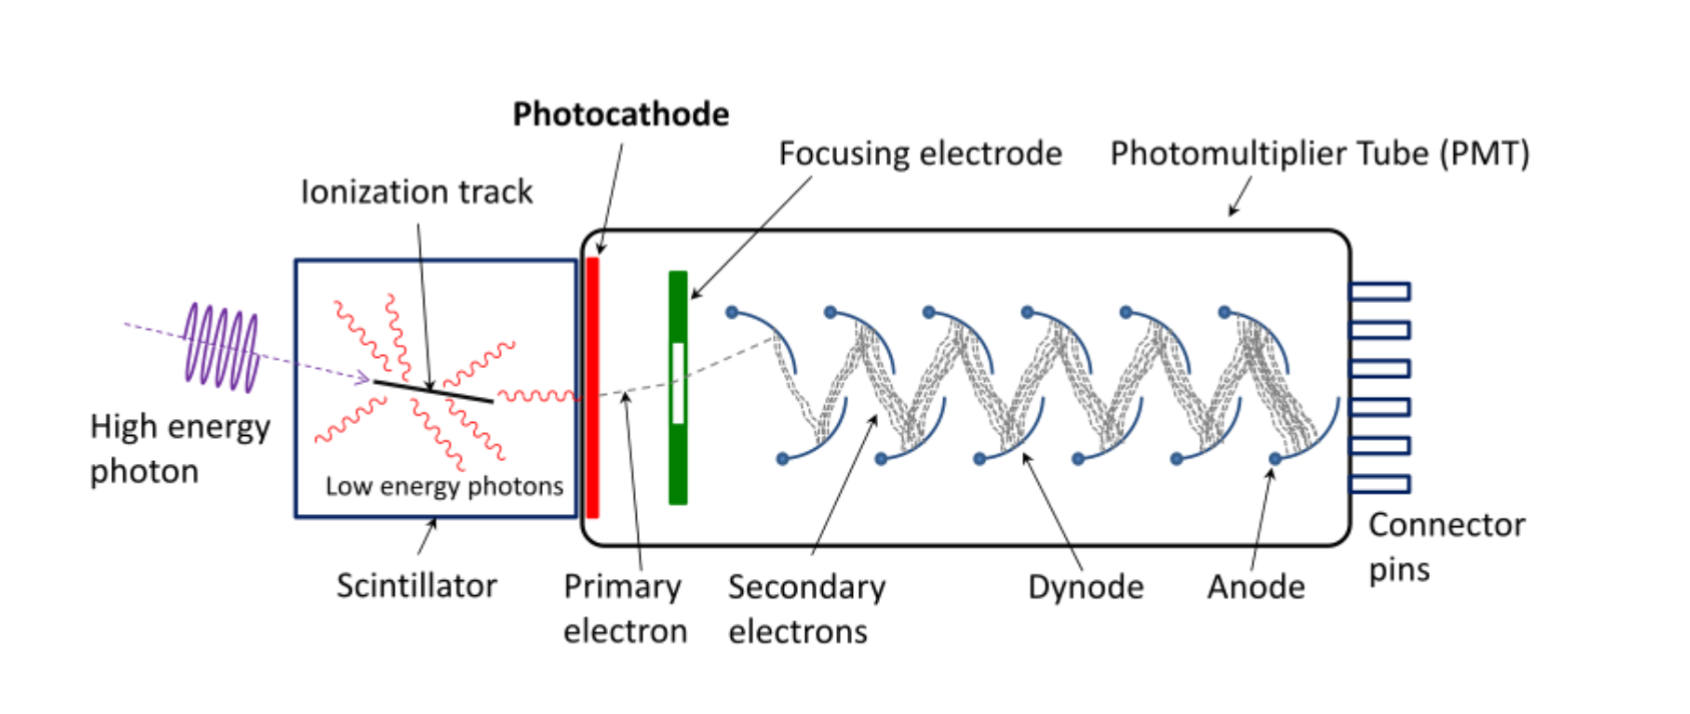 Photocathode
Focusing electrode
Photomultiplier Tube (PMT)
Ionization track
High energy
photon
Low energy photons
Scintillator
Primary
electron
Secondary
electrons
Dynode
Anode
Connector
pins